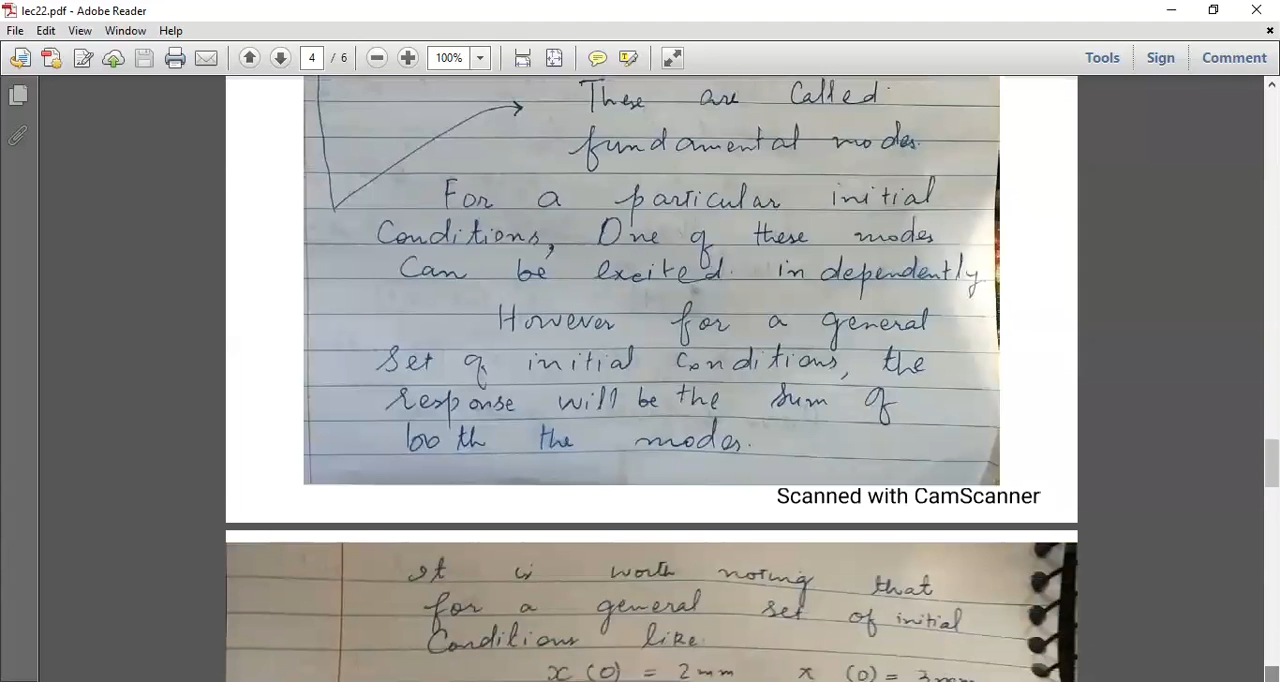 lec22.pdf - Adobe Reader
File Edit View Window Help
4 / 6 100% Tools Sign Comment
These are Called
fundamental modes.
For a particular initial
Conditions, One of these modes
Can be excited independently
However for a general
set of initial conditions, the
response will be the sum of
booth the modes.
Scanned with CamScanner
It is worth noting that
for a general set of initial
Conditions like
x (0) = 2mm x (0) = 3mm